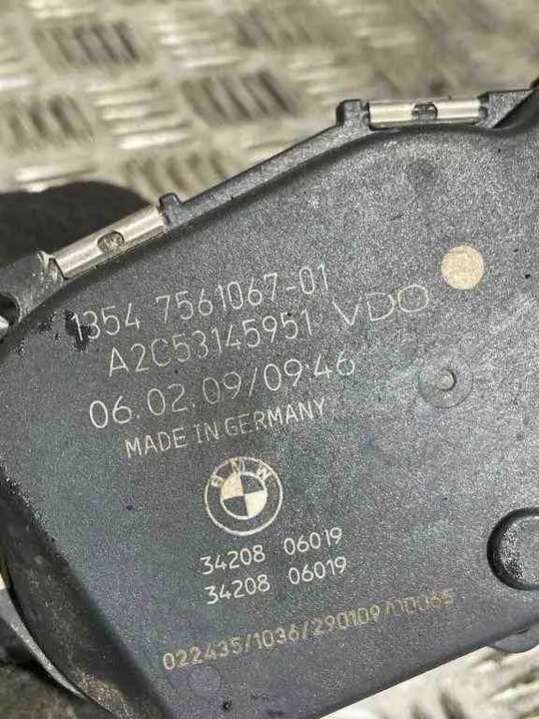 1354 7561067-01
A2C53145951 VDO
06.02.09/09:46
MADE IN GERMANY
BMW
34208 06019
34208 06019
022435/1036/290109/00065